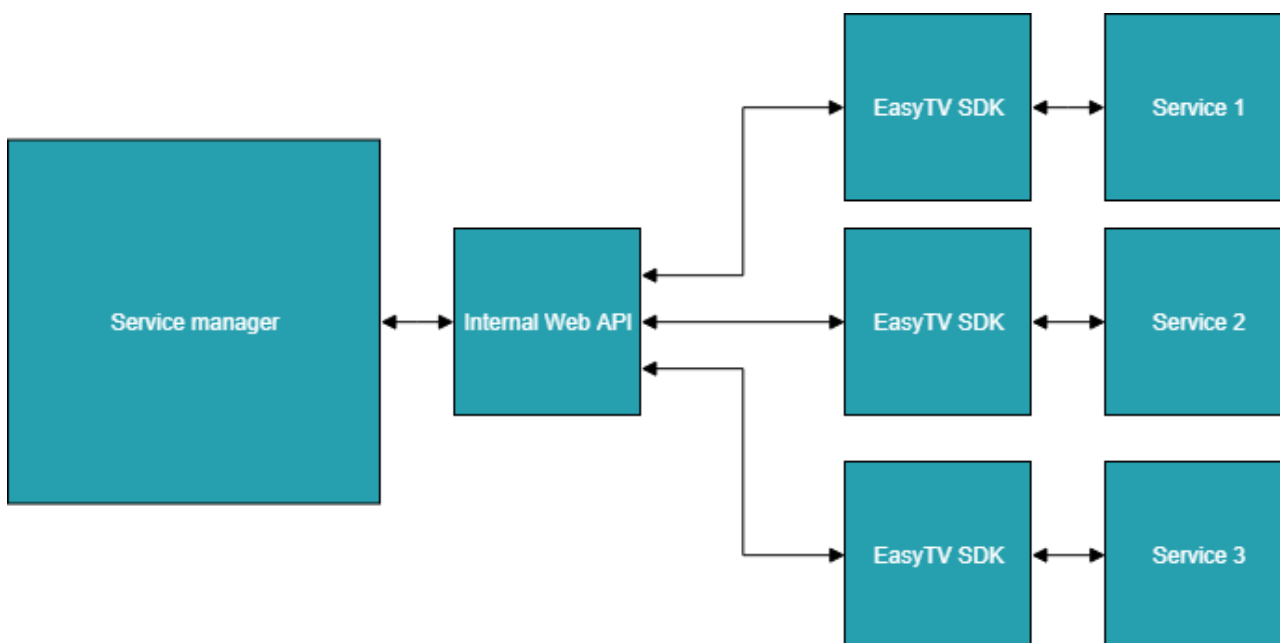 EasyTV SDK
Service 1
Service manager
Internal Web API
EasyTV SDK
Service 2
EasyTV SDK
Service 3